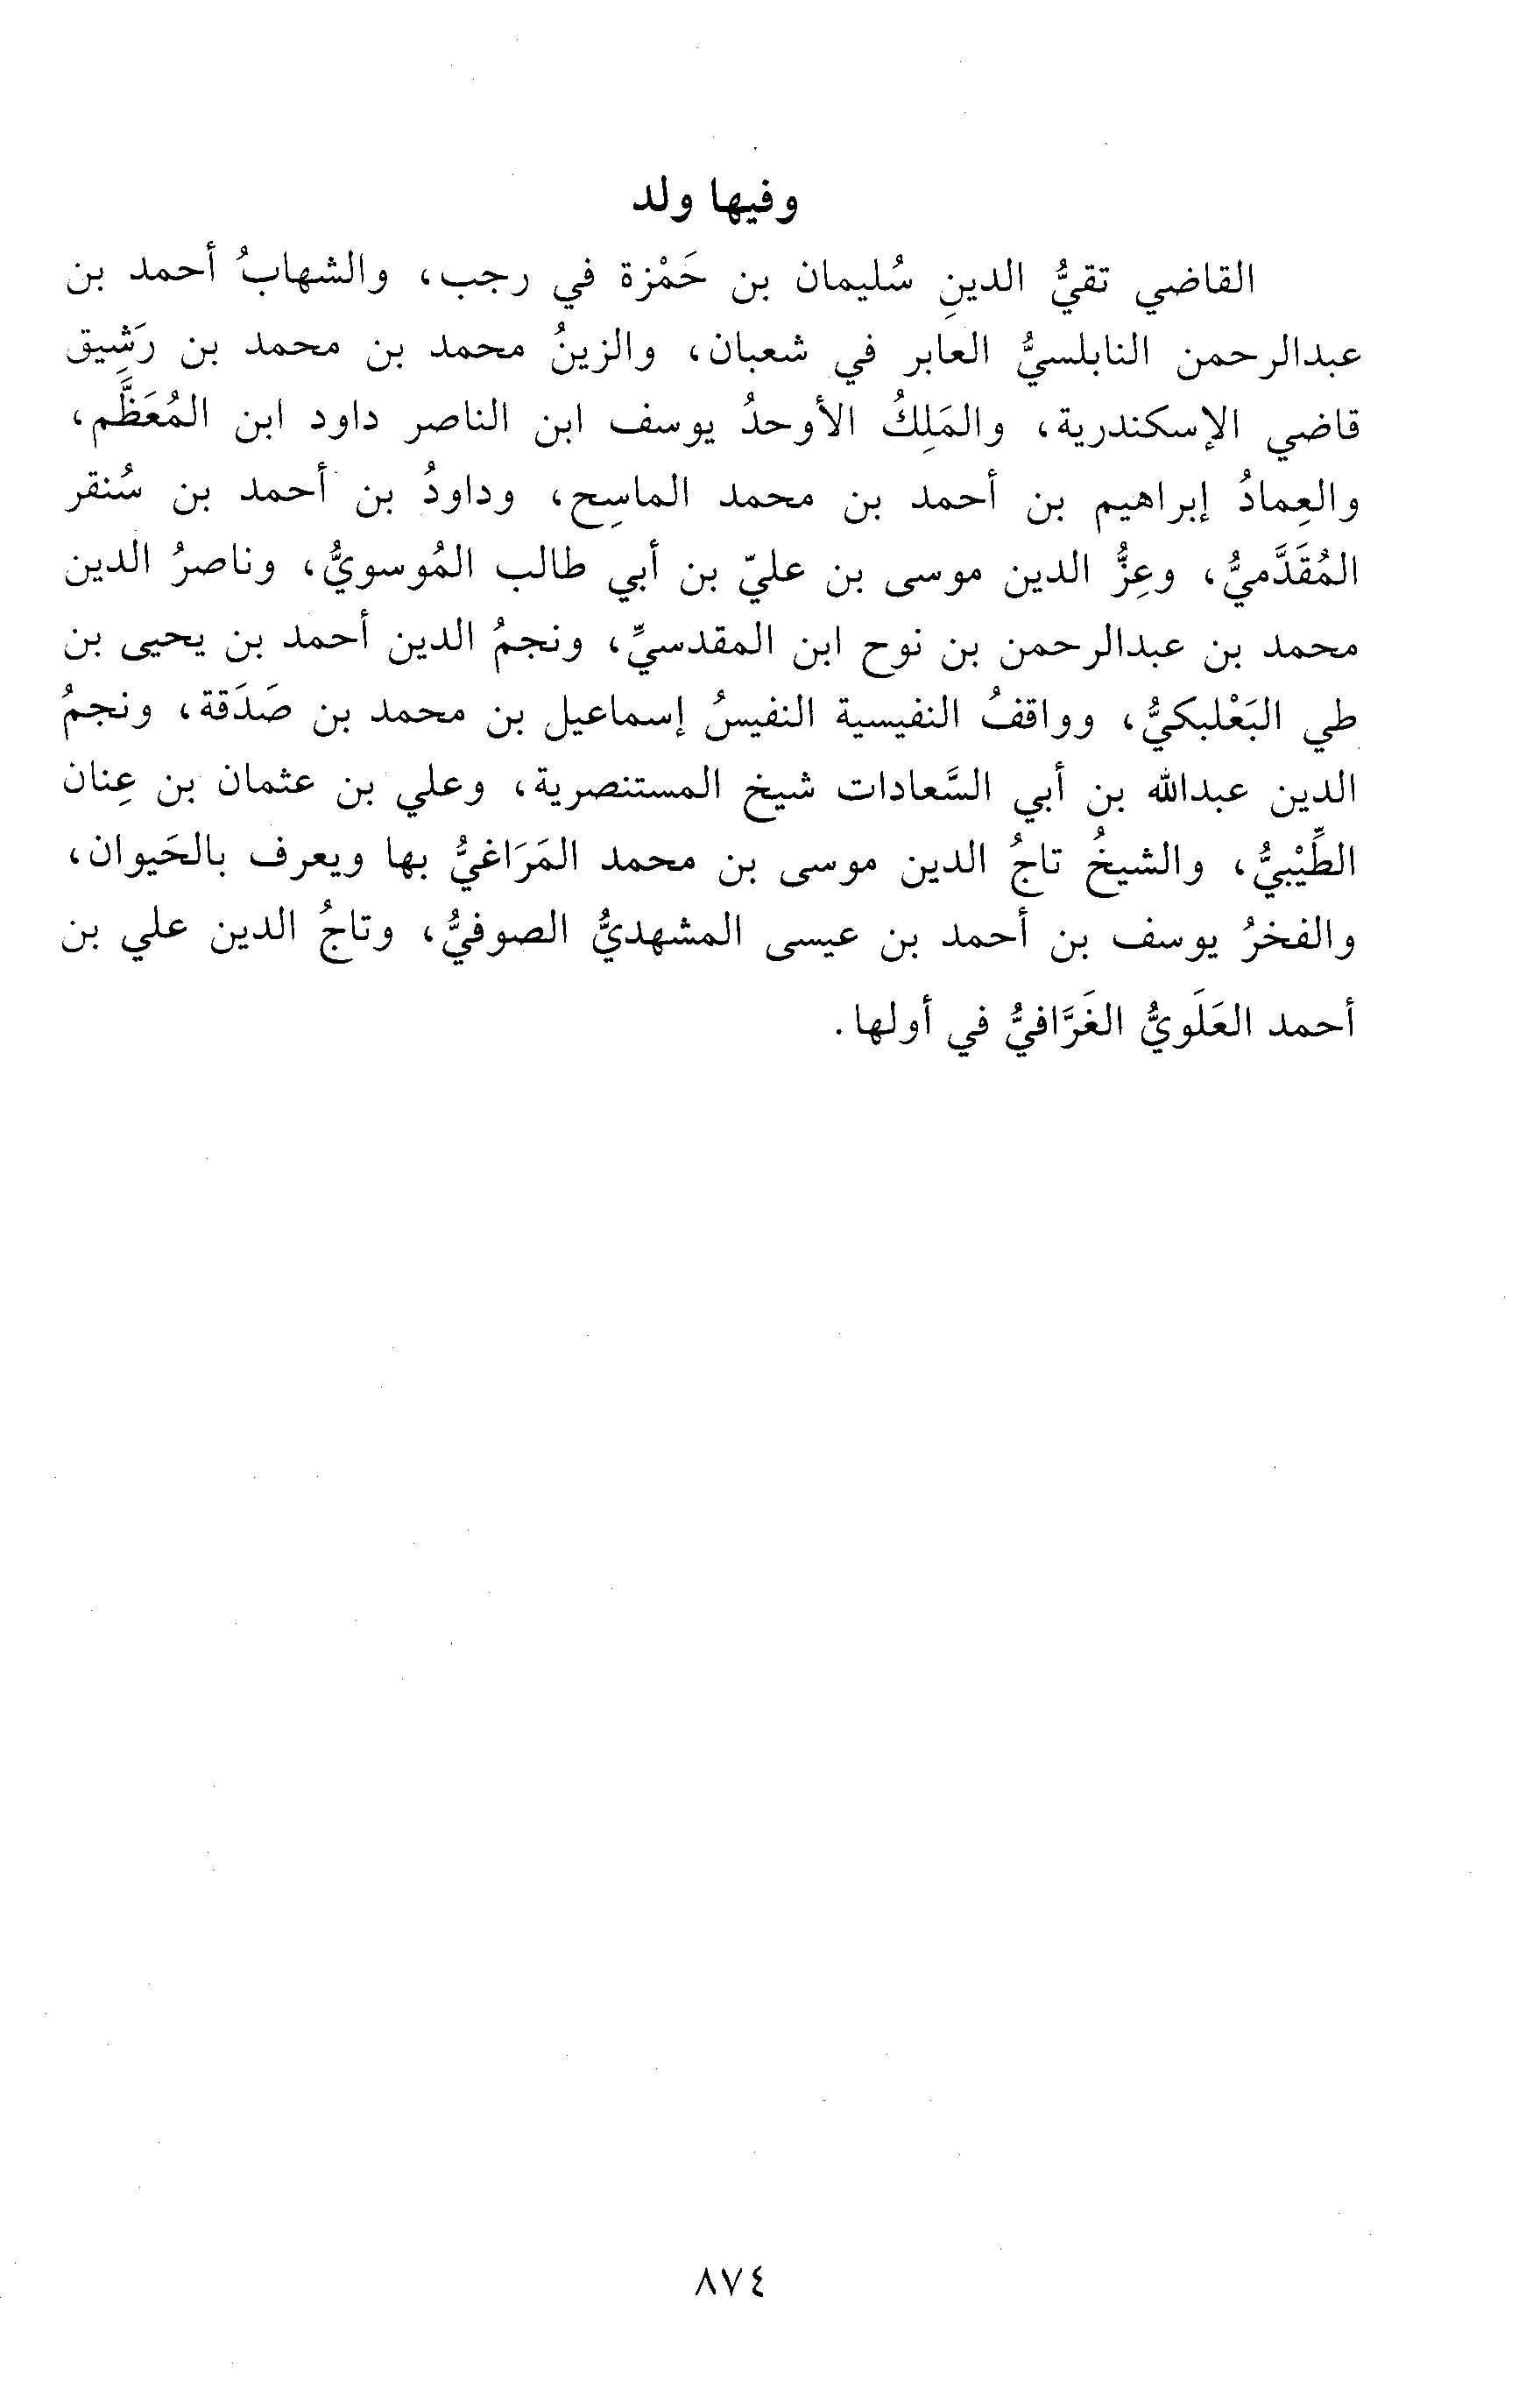 وفيها ولد
القاضي تقيُّ الدينِ سُليمان بن حَمْزة في رجب، والشهابُ أحمد بن
عبدالرحمن النابلسيُّ العابر في شعبان، والزينُ محمد بن محمد بن رَشِيق
قاضي الإسكندرية، والمَلِكُ الأوحدُ يوسف ابن الناصر داود ابن المُعَظَّم،
والعِمادُ إبراهيم بن أحمد بن محمد الماسِح، وداودُ بن أحمد بن سُنقر
المُقَدَّميُّ، وعِزُّ الدين موسى بن عليّ بن أبي طالب المُوسويُّ، وناصرُ الدين
محمد بن عبدالرحمن بن نوح ابن المقدسيِّ، ونجمُ الدين أحمد بن يحيى بن
طي البَعْلبكيُّ، وواقفُ النفيسية النفيسُ إسماعيل بن محمد بن صَدَقة، ونجمُ
الدين عبدالله بن أبي السَّعادات شيخ المستنصرية، وعلي بن عثمان بن عِنان
الطِّيْبيُّ، والشيخُ تاجُ الدين موسى بن محمد المَرَاغيُّ بها ويعرف بالحَيوان،
والفخرُ يوسف بن أحمد بن عيسى المشهديُّ الصوفيُّ، وتاجُ الدين علي بن
أحمد العَلَويُّ الغَرَّافيُّ في أولها.
٨٧٤